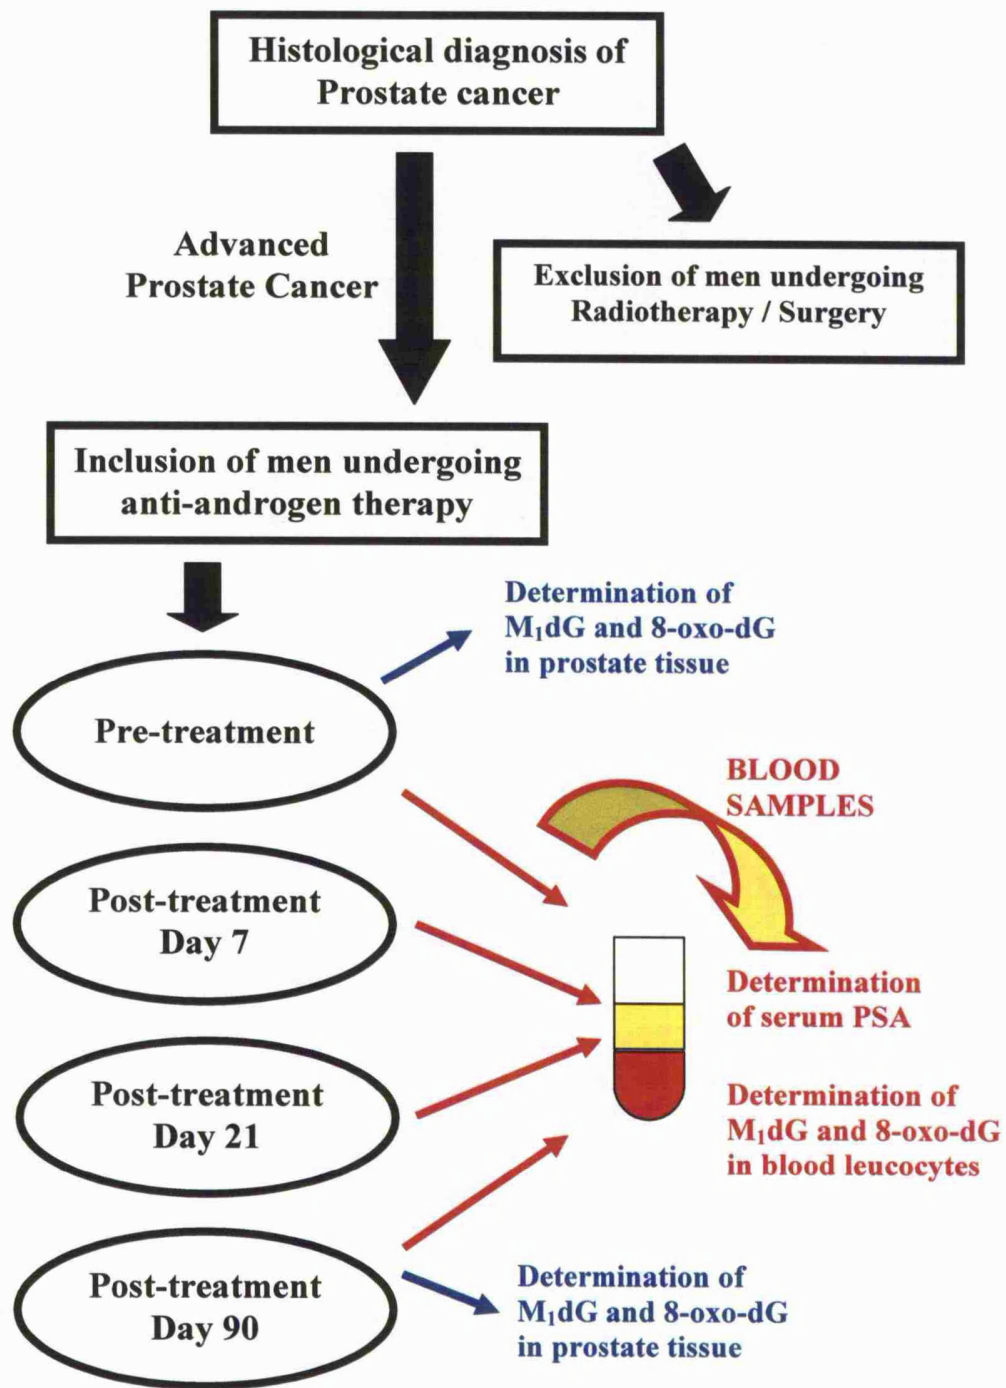 Histological diagnosis of
Prostate cancer
Advanced
Prostate Cancer
Exclusion of men undergoing
Radiotherapy / Surgery
Inclusion of men undergoing
anti-androgen therapy
Determination of
M₁dG and 8-oxo-dG
in prostate tissue
Pre-treatment
BLOOD
SAMPLES
Post-treatment
Day 7
Determination
of serum PSA
Post-treatment
Day 21
Determination of
M₁dG and 8-oxo-dG
in blood leucocytes
Post-treatment
Day 90
Determination of
M₁dG and 8-oxo-dG
in prostate tissue